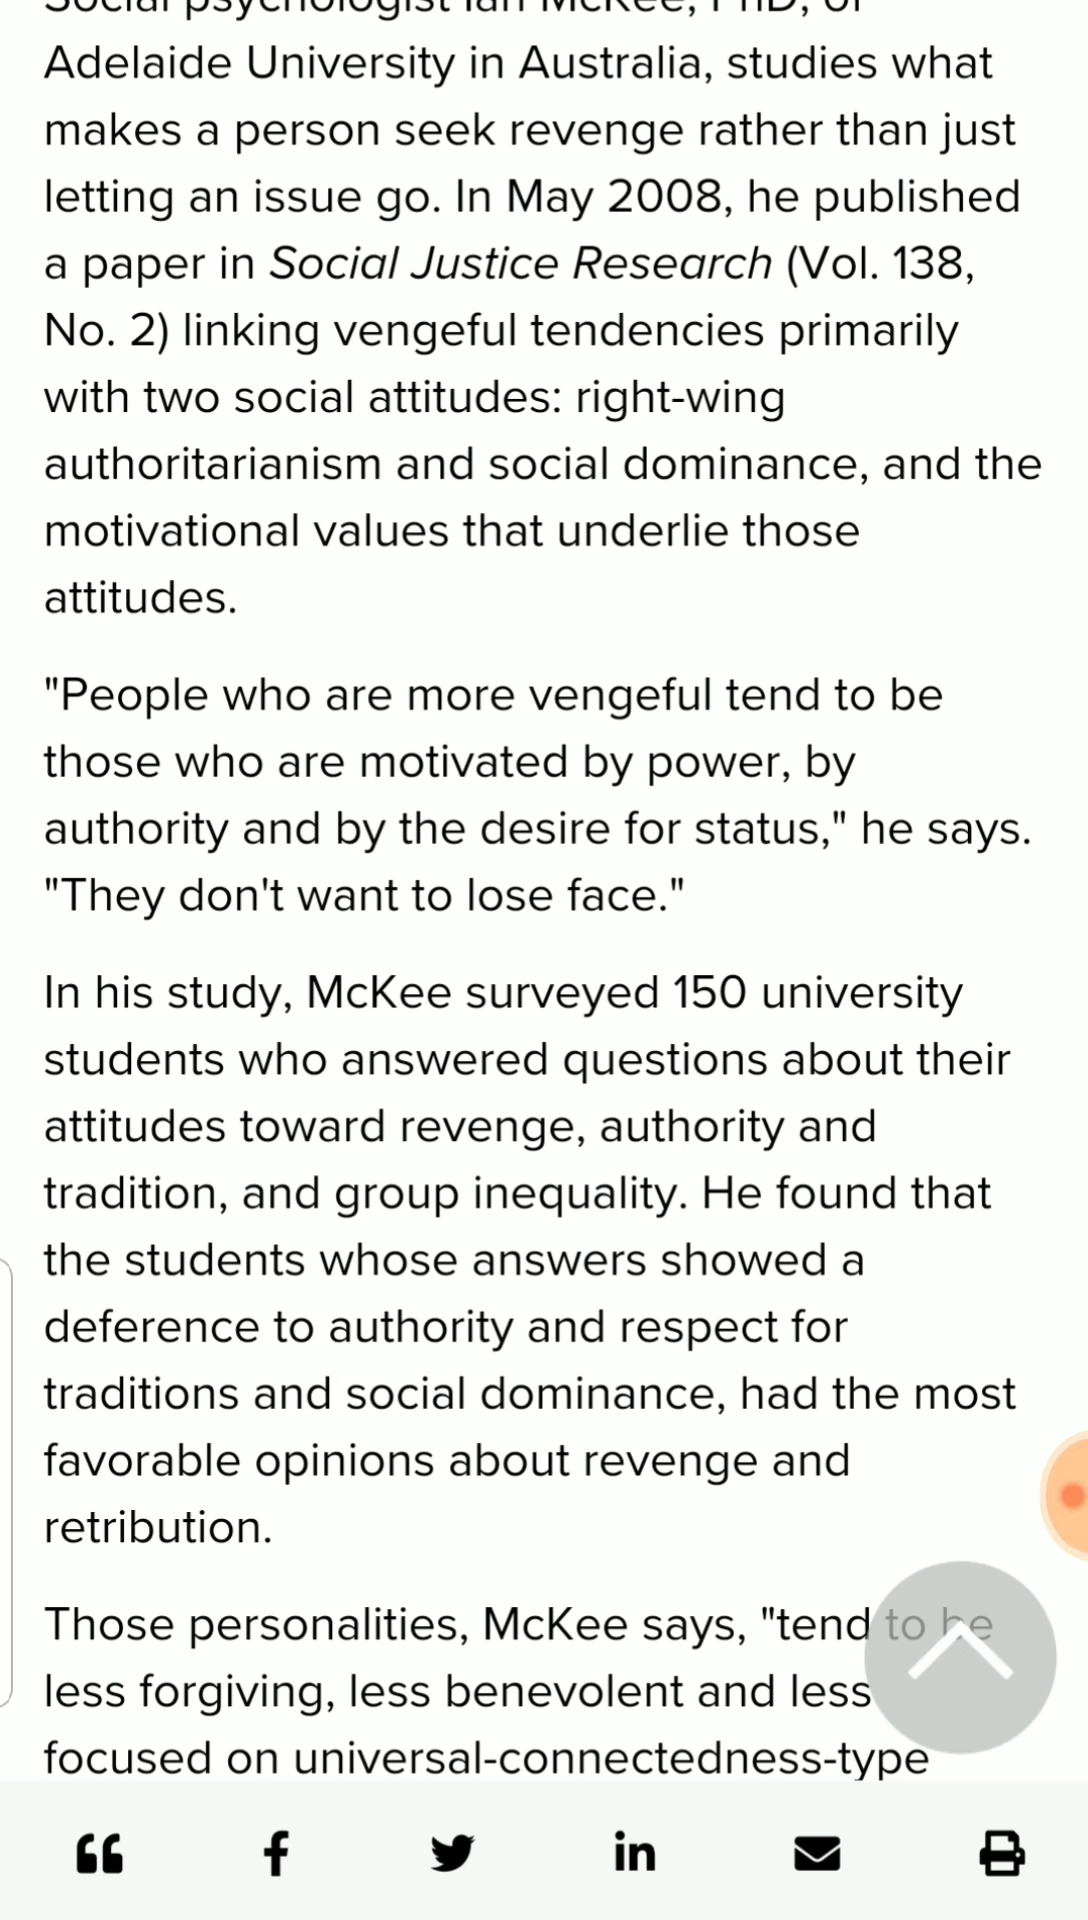 Social psychologist Ian McKee, PhD, of
Adelaide University in Australia, studies what
makes a person seek revenge rather than just
letting an issue go. In May 2008, he published
a paper in Social Justice Research (Vol. 138,
No. 2) linking vengeful tendencies primarily
with two social attitudes: right-wing
authoritarianism and social dominance, and the
motivational values that underlie those
attitudes.
"People who are more vengeful tend to be
those who are motivated by power, by
authority and by the desire for status," he says.
"They don't want to lose face."
In his study, McKee surveyed 150 university
students who answered questions about their
attitudes toward revenge, authority and
tradition, and group inequality. He found that
the students whose answers showed a
deference to authority and respect for
traditions and social dominance, had the most
favorable opinions about revenge and
retribution.
Those personalities, McKee says, "tend to be
less forgiving, less benevolent and less
focused on universal-connectedness-type